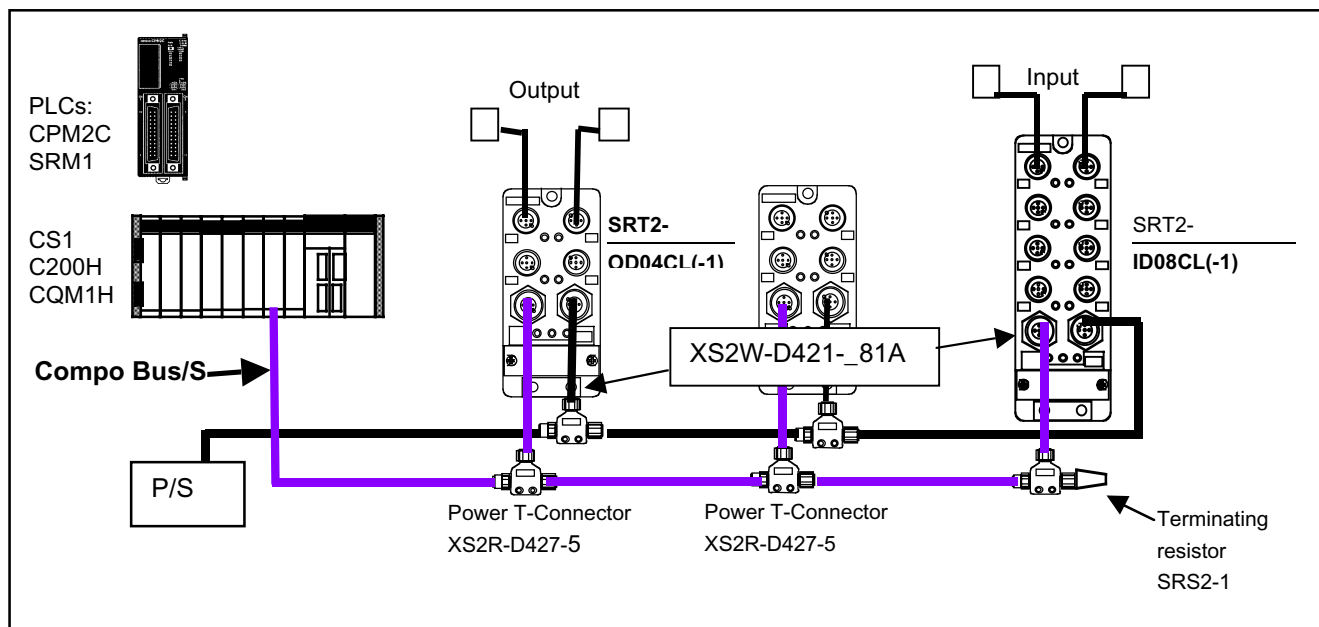 PLCs:
CPM2C
SRM1
Output
Input
CS1
C200H
CQM1H
SRT2-
OD04CL(-1)
SRT2-
ID08CL(-1)
XS2W-D421-_81A
Compo Bus/S
P/S
Power T-Connector
XS2R-D427-5
Power T-Connector
XS2R-D427-5
Terminating
resistor
SRS2-1